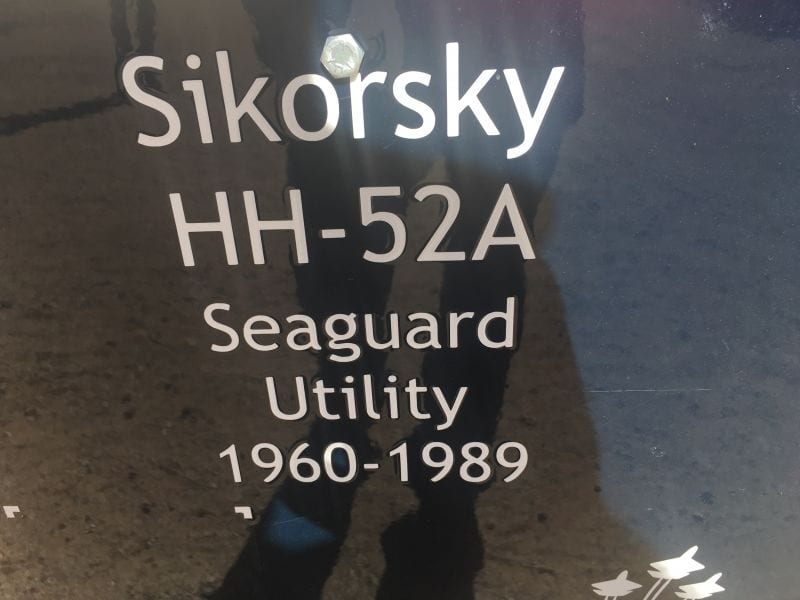 Sikorsky
HH-52A
Seaguard
Utility
1960-1989